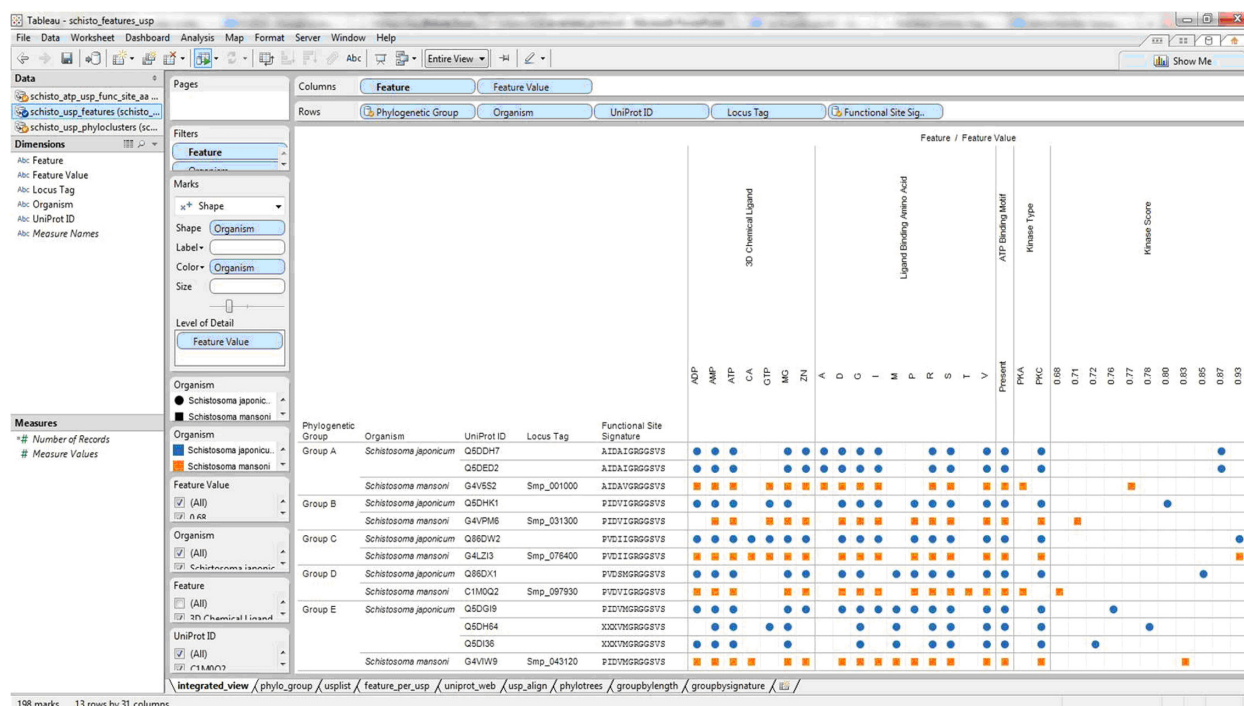 Tableau - schisto_features_usp
File Data Worksheet Dashboard Analysis Map Format Server Window Help
Abc Entire View Show Me
Data
schisto_atp_usp_func_site_aa ...
schisto_usp_features (schisto_...
schisto_usp_phyloclusters (sc...
Dimensions
Abc Feature
Abc Feature Value
Abc Locus Tag
Abc Organism
Abc UniProt ID
Abc Measure Names
Measures
# Number of Records
# Measure Values
Pages
Filters
Feature
Marks
Shape
Shape Organism
Label
Color Organism
Size
Level of Detail
Feature Value
Organism
Schistosoma japonic..
Schistosoma mansoni
Organism
Schistosoma japonicu..
Schistosoma mansoni
Feature Value
(All)
0.68
Organism
(All)
Feature
(All)
3D Chemical Ligand
UniProt ID
(All)
C1M0Q2
Columns Feature Feature Value
Rows Phylogenetic Group Organism UniProt ID Locus Tag Functional Site Sig..
Feature / Feature Value
3D Chemical Ligand Ligand Binding Amino Acid ATP Binding Motif Kinase Type Kinase Score
ADP AMP ATP CA GTP MG ZN A D G I M P R S T V Present PKA PKC 0.68 0.71 0.72 0.76 0.77 0.78 0.80 0.83 0.85 0.87 0.93
Phylogenetic Group Organism UniProt ID Locus Tag Functional Site Signature
Group A Schistosoma japonicum Q5DDH7 AIDAIGRGGSVS
Q5DED2 AIDAIGRGGSVS
Schistosoma mansoni G4V5S2 Smp_001000 AIDAVGRGGSVS
Group B Schistosoma japonicum Q5DHK1 PIDVIGRGGSVS
Schistosoma mansoni G4VPM6 Smp_031300 PIDVIGRGGSVS
Group C Schistosoma japonicum Q86DW2 PVDIIGRGGSVS
Schistosoma mansoni G4LZI3 Smp_076400 PVDIIGRGGSVS
Group D Schistosoma japonicum Q86DX1 PVDSMGRGGSVS
Schistosoma mansoni C1M0Q2 Smp_097930 PVDVIGRGGSVS
Group E Schistosoma japonicum Q5DGI9 PIDVMGRGGSVS
Q5DH64 XXXVMGRGGSVS
Q5DI36 XXXVMGRGGSVS
Schistosoma mansoni G4VIW9 Smp_043120 PIDVMGRGGSVS
integrated_view phylo_group usplist feature_per_usp uniprot_web usp_align phylotrees groupbylength groupbysignature
198 marks 13 rows by 31 columns